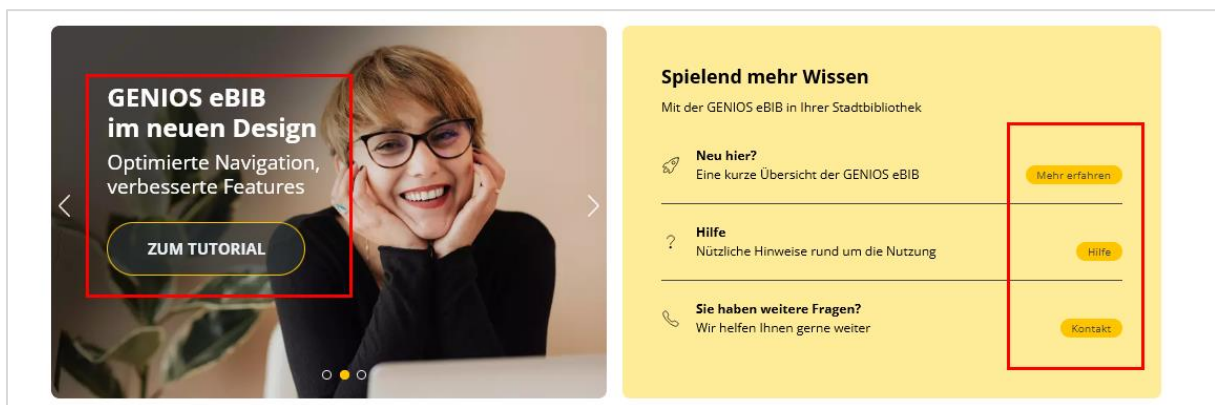 GENIOS eBIB
im neuen Design
Optimierte Navigation,
verbesserte Features
ZUM TUTORIAL
Spielend mehr Wissen
Mit der GENIOS eBIB in Ihrer Stadtbibliothek
Neu hier?
Eine kurze Übersicht der GENIOS eBIB
Mehr erfahren
Hilfe
Nützliche Hinweise rund um die Nutzung
Hilfe
Sie haben weitere Fragen?
Wir helfen Ihnen gerne weiter
Kontakt